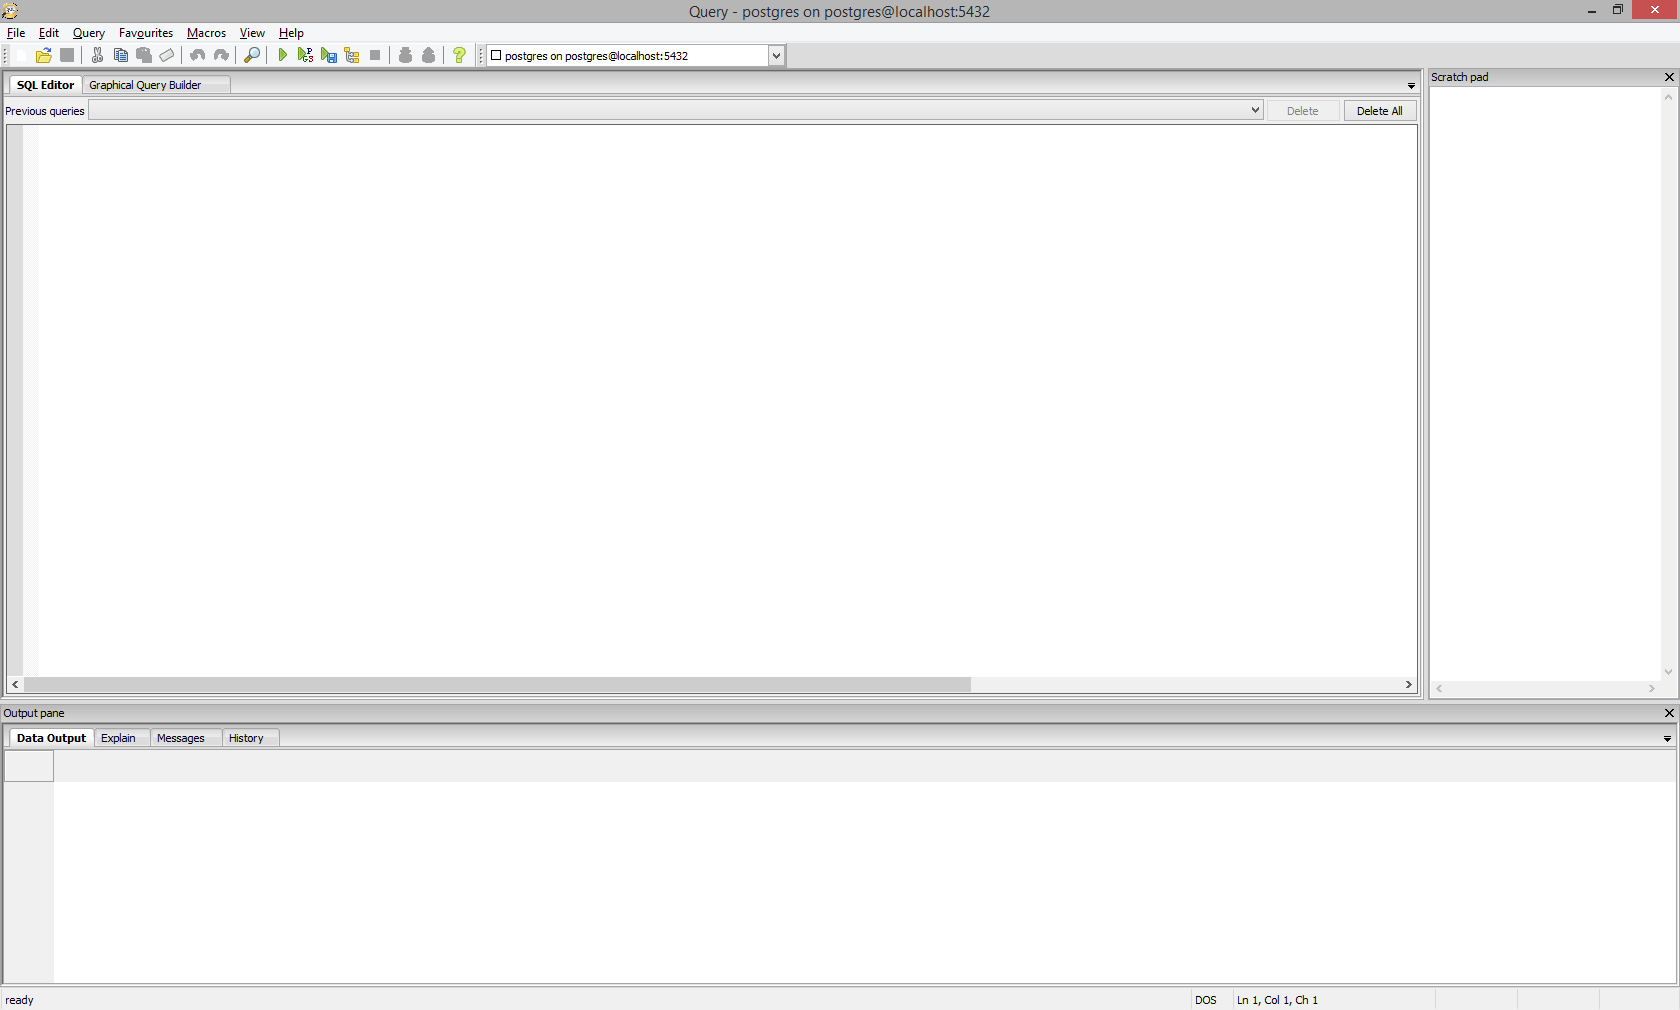 Query - postgres on postgres@localhost:5432
File Edit Query Favourites Macros View Help
postgres on postgres@localhost:5432
SQL Editor Graphical Query Builder
Scratch pad
Previous queries Delete Delete All
Output pane
Data Output Explain Messages History
ready DOS Ln 1, Col 1, Ch 1